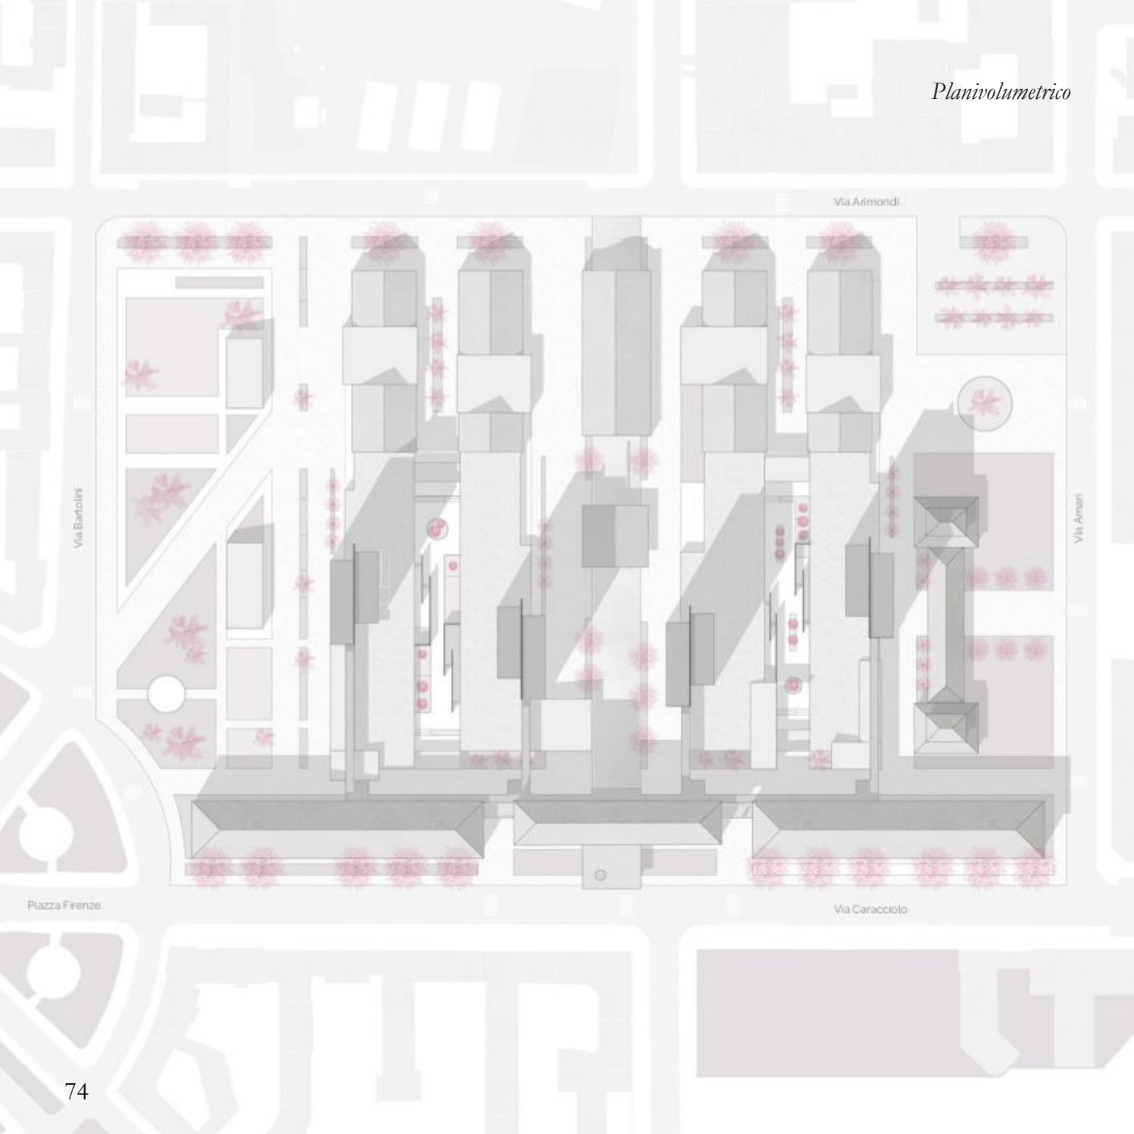 Planivolumetrico
Via Arimondi
Via Bartolini
Via Amari
Piazza Firenze
Via Caracciolo
74